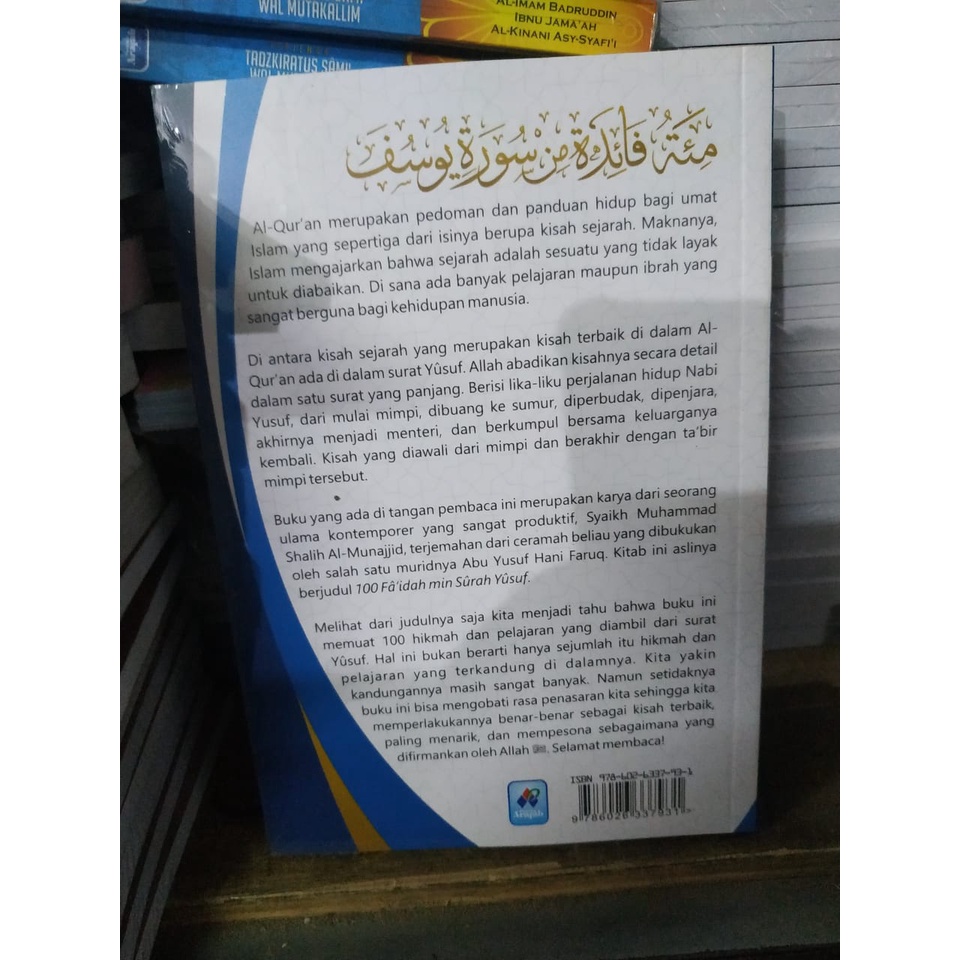 WAL MUTAKALLIM
AL-IMAM BADRUDDIN
IBNU JAMA'AH
AL-KINANI ASY-SYAFI'I
TADZKIRATUS SAMI'
مِئَةُ فَائِدَةٍ مِنْ سُورَةِ يُوسُفَ
Al-Qur'an merupakan pedoman dan panduan hidup bagi umat
Islam yang sepertiga dari isinya berupa kisah sejarah. Maknanya,
Islam mengajarkan bahwa sejarah adalah sesuatu yang tidak layak
untuk diabaikan. Di sana ada banyak pelajaran maupun ibrah yang
sangat berguna bagi kehidupan manusia.
Di antara kisah sejarah yang merupakan kisah terbaik di dalam Al-
Qur'an ada di dalam surat Yûsuf. Allah abadikan kisahnya secara detail
dalam satu surat yang panjang. Berisi lika-liku perjalanan hidup Nabi
Yusuf, dari mulai mimpi, dibuang ke sumur, diperbudak, dipenjara,
akhirnya menjadi menteri, dan berkumpul bersama keluarganya
kembali. Kisah yang diawali dari mimpi dan berakhir dengan ta'bir
mimpi tersebut.
Buku yang ada di tangan pembaca ini merupakan karya dari seorang
ulama kontemporer yang sangat produktif, Syaikh Muhammad
Shalih Al-Munajjid, terjemahan dari ceramah beliau yang dibukukan
oleh salah satu muridnya Abu Yusuf Hani Faruq. Kitab ini aslinya
berjudul 100 Fâ'idah min Sûrah Yûsuf.
Melihat dari judulnya saja kita menjadi tahu bahwa buku ini
memuat 100 hikmah dan pelajaran yang diambil dari surat
Yûsuf. Hal ini bukan berarti hanya sejumlah itu hikmah dan
pelajaran yang terkandung di dalamnya. Kita yakin
kandungannya masih sangat banyak. Namun setidaknya
buku ini bisa mengobati rasa penasaran kita sehingga kita
memperlakukannya benar-benar sebagai kisah terbaik,
paling menarik, dan mempesona sebagaimana yang
difirmankan oleh Allah ﷻ. Selamat membaca!
ISBN 978-602-6337-93-1
Arafah
9 786026 337931 >